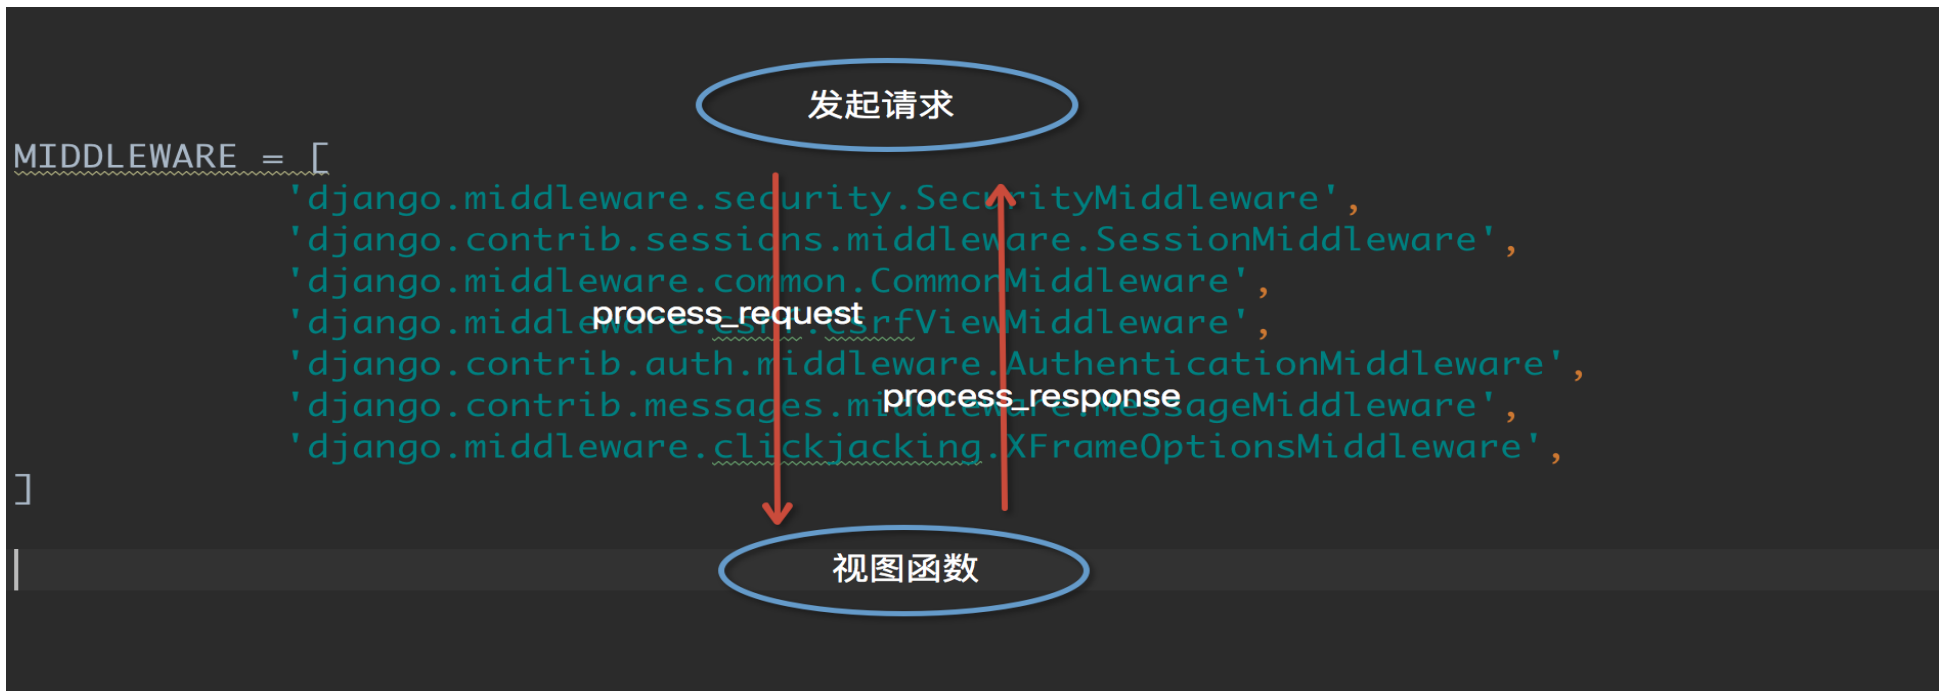 发起请求
MIDDLEWARE = [
'django.middleware.security.SecurityMiddleware',
'django.contrib.sessions.middleware.SessionMiddleware',
'django.middleware.common.CommonMiddleware',
process_request
'django.middleware.csrf.CsrfViewMiddleware',
'django.contrib.auth.middleware.AuthenticationMiddleware',
process_response
'django.contrib.messages.middleware.MessageMiddleware',
'django.middleware.clickjacking.XFrameOptionsMiddleware',
]
视图函数